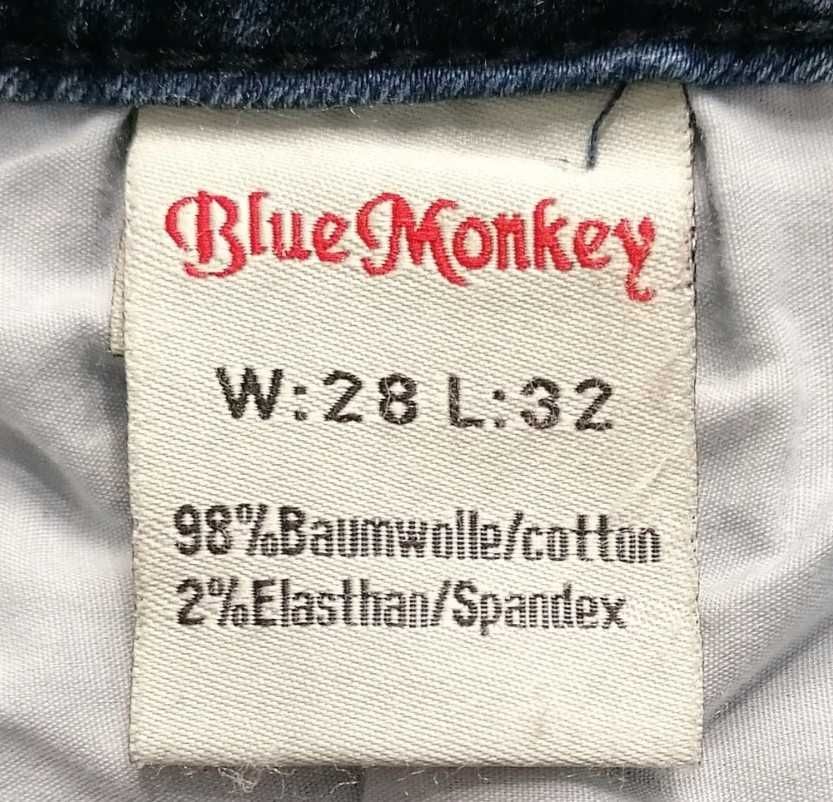 Blue Monkey
W:28 L:32
98%Baumwolle/cotton
2%Elasthan/Spandex